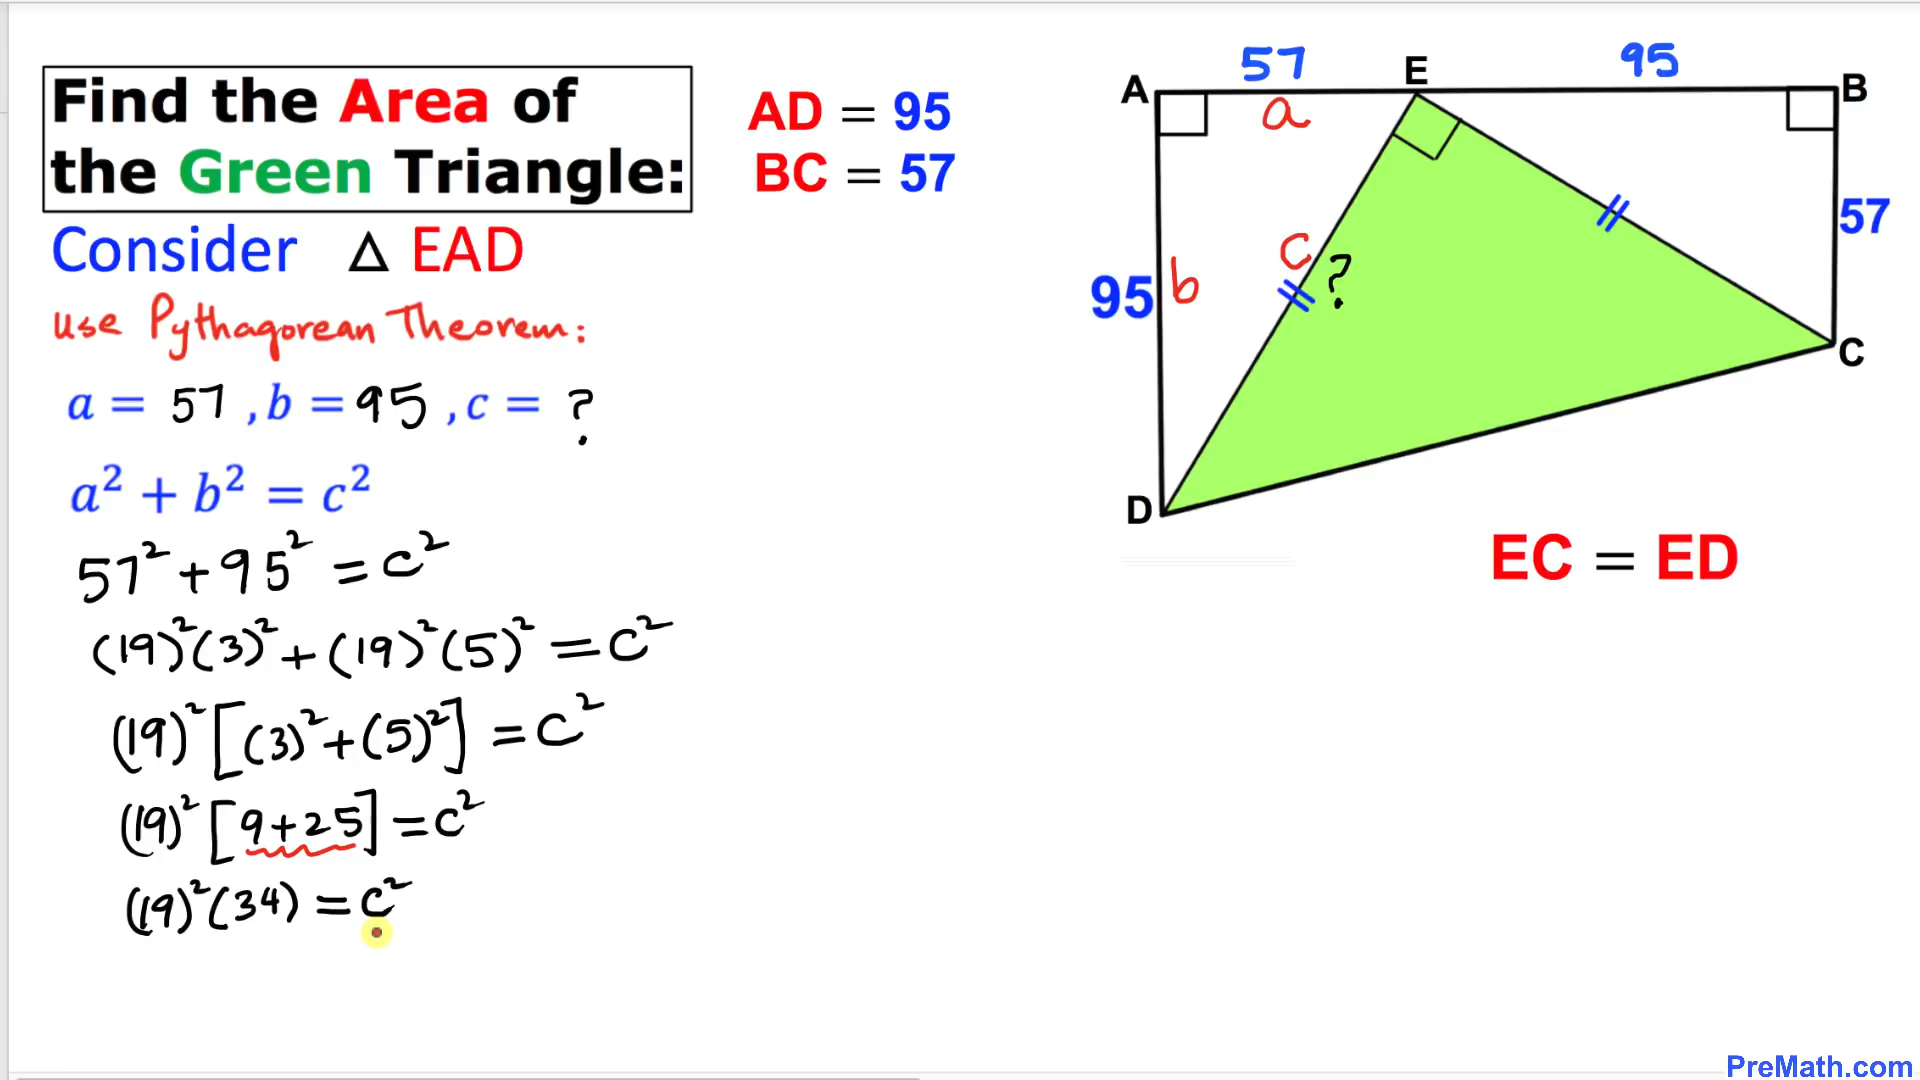 Find the Area of
the Green Triangle:
AD = 95
BC = 57
Consider △ EAD
use Pythagorean Theorem:
a = 57 , b = 95 , c = ?
a² + b² = c²
57² + 95² = c²
(19)²(3)² + (19)²(5)² = c²
(19)² [(3)² + (5)²] = c²
(19)² [9+25] = c²
(19)²(34) = c²
57
95
A
E
B
a
57
c
?
95
b
C
D
EC = ED
PreMath.com